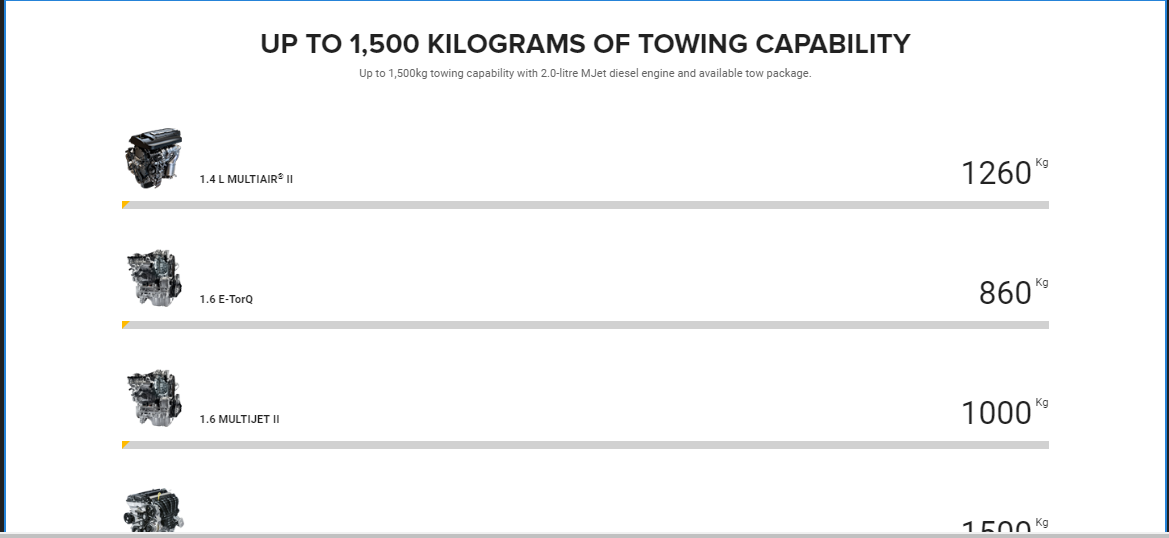 UP TO 1,500 KILOGRAMS OF TOWING CAPABILITY
Up to 1,500kg towing capability with 2.0-litre MJet diesel engine and available tow package.
1.4 L MULTIAIR® II
1260 Kg
1.6 E-TorQ
860 Kg
1.6 MULTIJET II
1000 Kg
1500 Kg